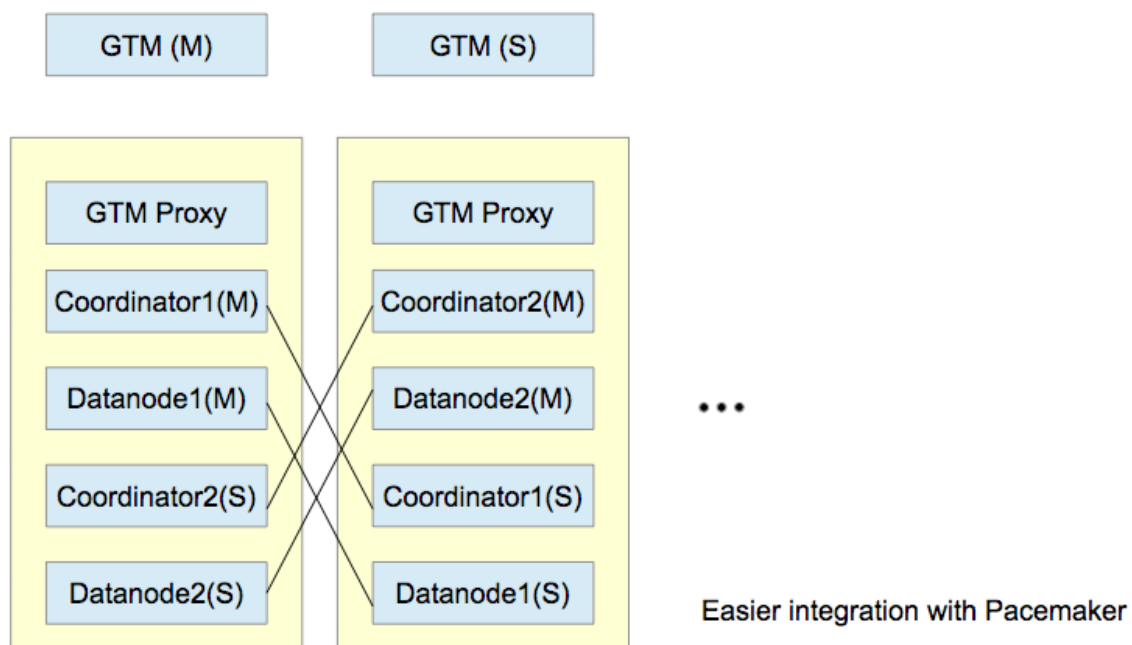 GTM (M)
GTM (S)
GTM Proxy
Coordinator1(M)
Datanode1(M)
Coordinator2(S)
Datanode2(S)
GTM Proxy
Coordinator2(M)
Datanode2(M)
Coordinator1(S)
Datanode1(S)
...
Easier integration with Pacemaker